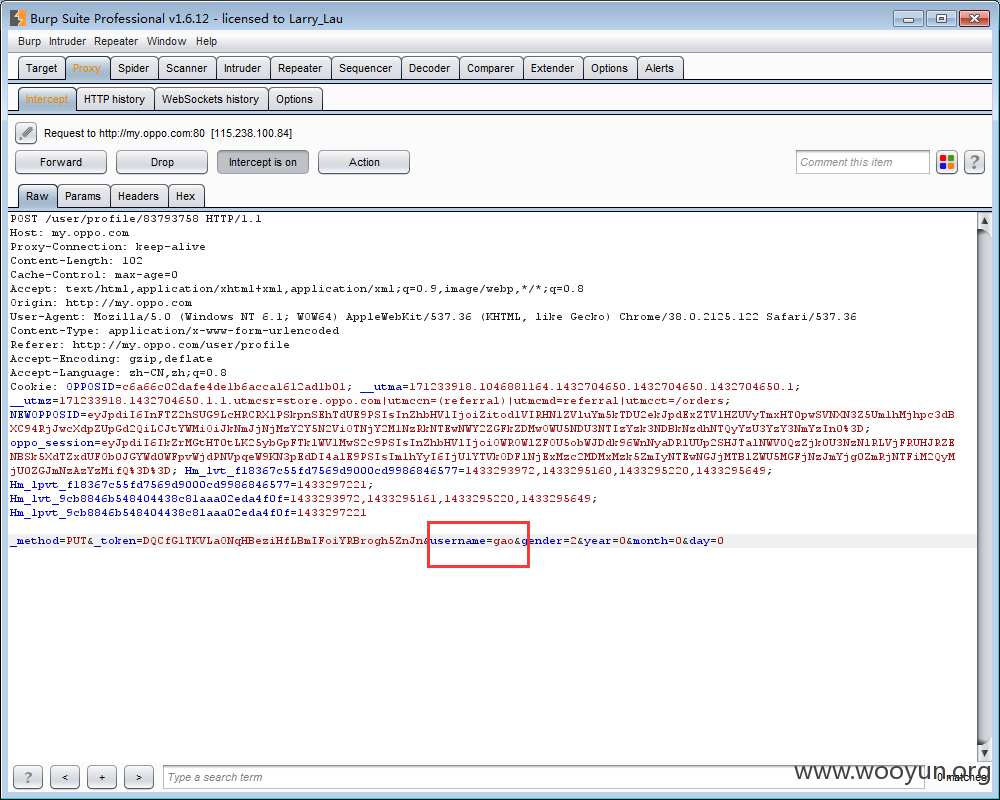 Burp Suite Professional v1.6.12 - licensed to Larry_Lau
Burp Intruder Repeater Window Help
Target Proxy Spider Scanner Intruder Repeater Sequencer Decoder Comparer Extender Options Alerts
Intercept HTTP history WebSockets history Options
Request to http://my.oppo.com:80 [115.238.100.84]
Forward Drop Intercept is on Action Comment this item ?
Raw Params Headers Hex
POST /user/profile/83793758 HTTP/1.1
Host: my.oppo.com
Proxy-Connection: keep-alive
Content-Length: 102
Cache-Control: max-age=0
Accept: text/html,application/xhtml+xml,application/xml;q=0.9,image/webp,*/*;q=0.8
Origin: http://my.oppo.com
User-Agent: Mozilla/5.0 (Windows NT 6.1; WOW64) AppleWebKit/537.36 (KHTML, like Gecko) Chrome/38.0.2125.122 Safari/537.36
Content-Type: application/x-www-form-urlencoded
Referer: http://my.oppo.com/user/profile
Accept-Encoding: gzip,deflate
Accept-Language: zh-CN,zh;q=0.8
Cookie: OPPOSID=c6a66c02dafe4de1b6acca1612ad1b01; __utma=171233918.1046881164.1432704650.1432704650.1432704650.1;
__utmz=171233918.1432704650.1.1.utmcsr=store.oppo.com|utmccn=(referral)|utmcmd=referral|utmcct=/orders;
Hm_lvt_f18367c55fd7569d9000cd9986846577=1433293972,1433295160,1433295220,1433295649;
Hm_lpvt_f18367c55fd7569d9000cd9986846577=1433297221;
Hm_lvt_9cb8846b548404438c81aaa02eda4f0f=1433293972,1433295161,1433295220,1433295649;
Hm_lpvt_9cb8846b548404438c81aaa02eda4f0f=1433297221
_method=PUT&_token=DQCfGlTKVLa0NqHBeziHfLBmIFoiYRBrogh5ZnJn&username=gao&gender=2&year=0&month=0&day=0
? < + > Type a search term 0 matches
www.wooyun.org